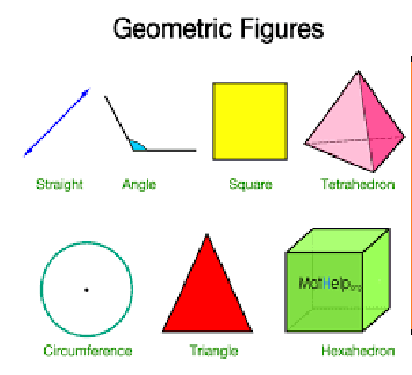 Geometric Figures
Straight Angle Square Tetrahedron
MatHelp.org
Circumference Triangle Hexahedron